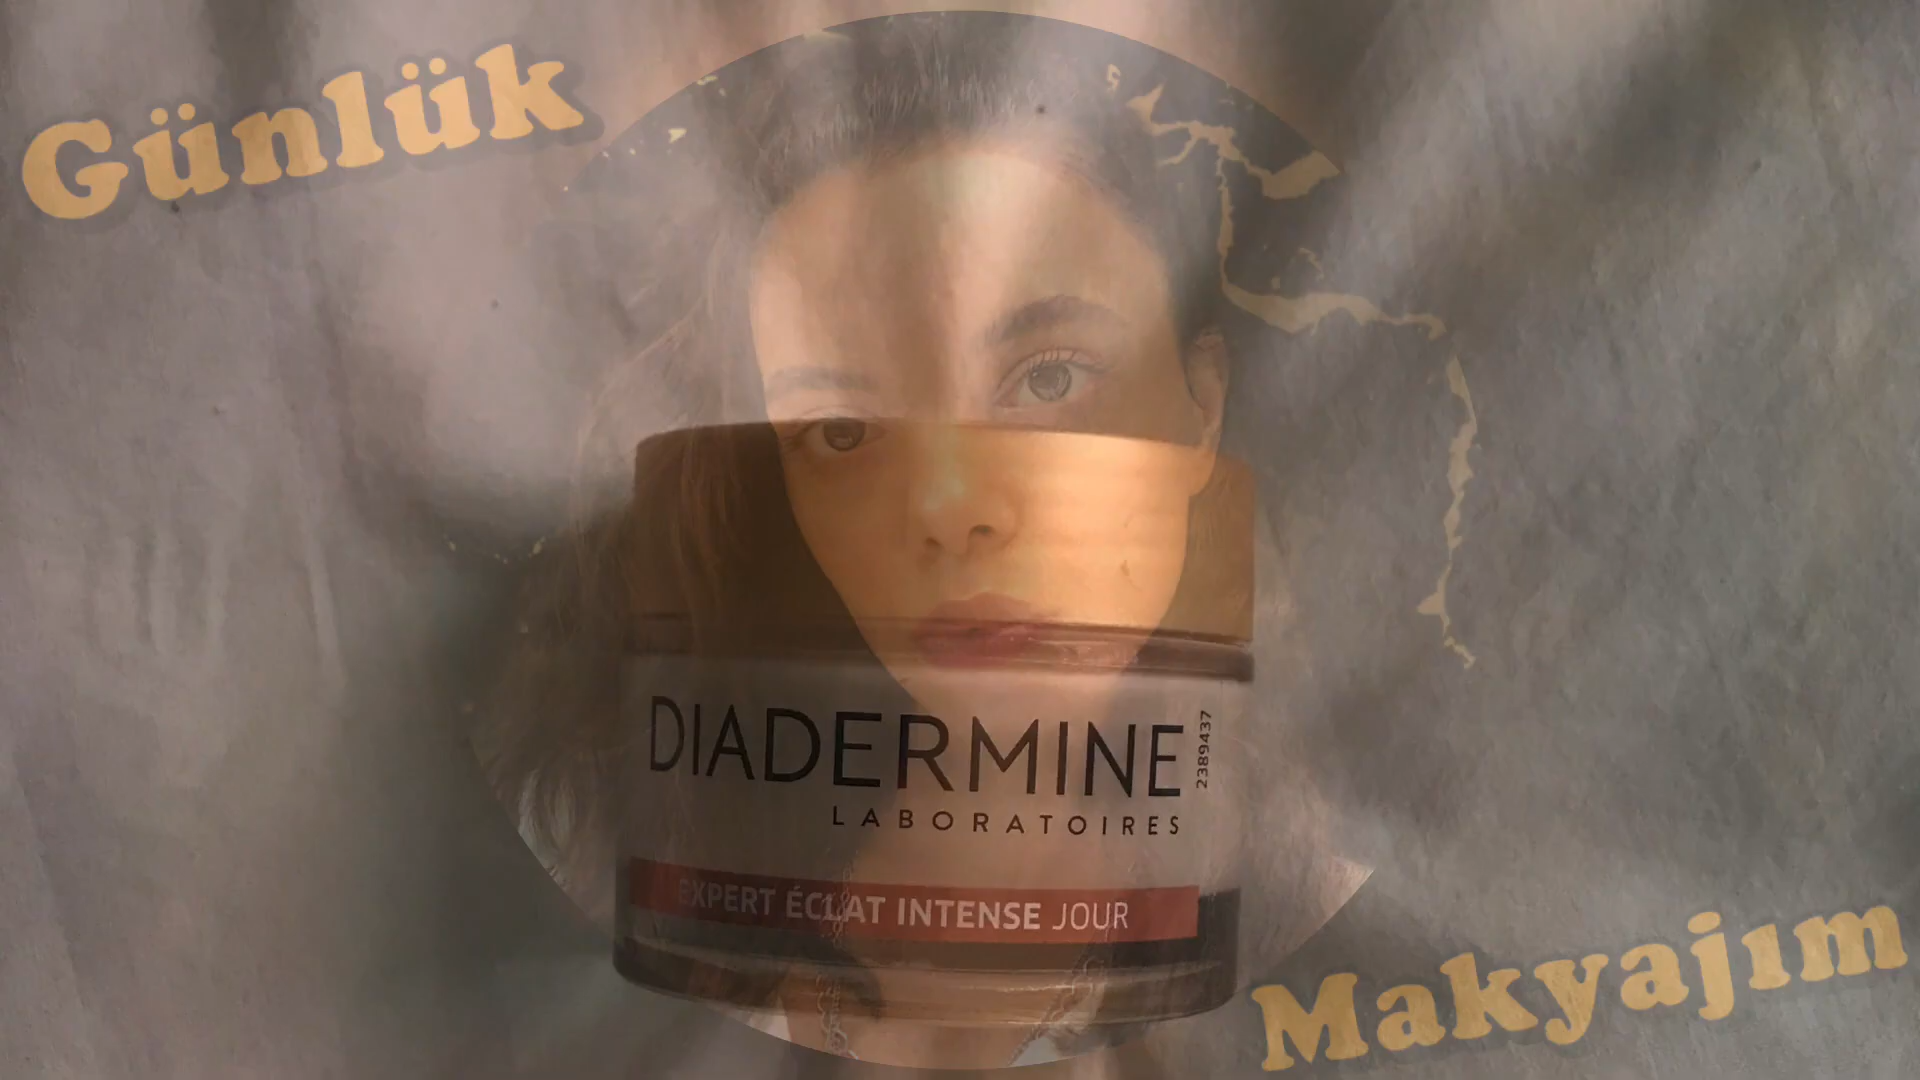 Günlük
DIADERMINE
2389437
LABORATOIRES
EXPERT ÉCLAT INTENSE JOUR
Makyajım